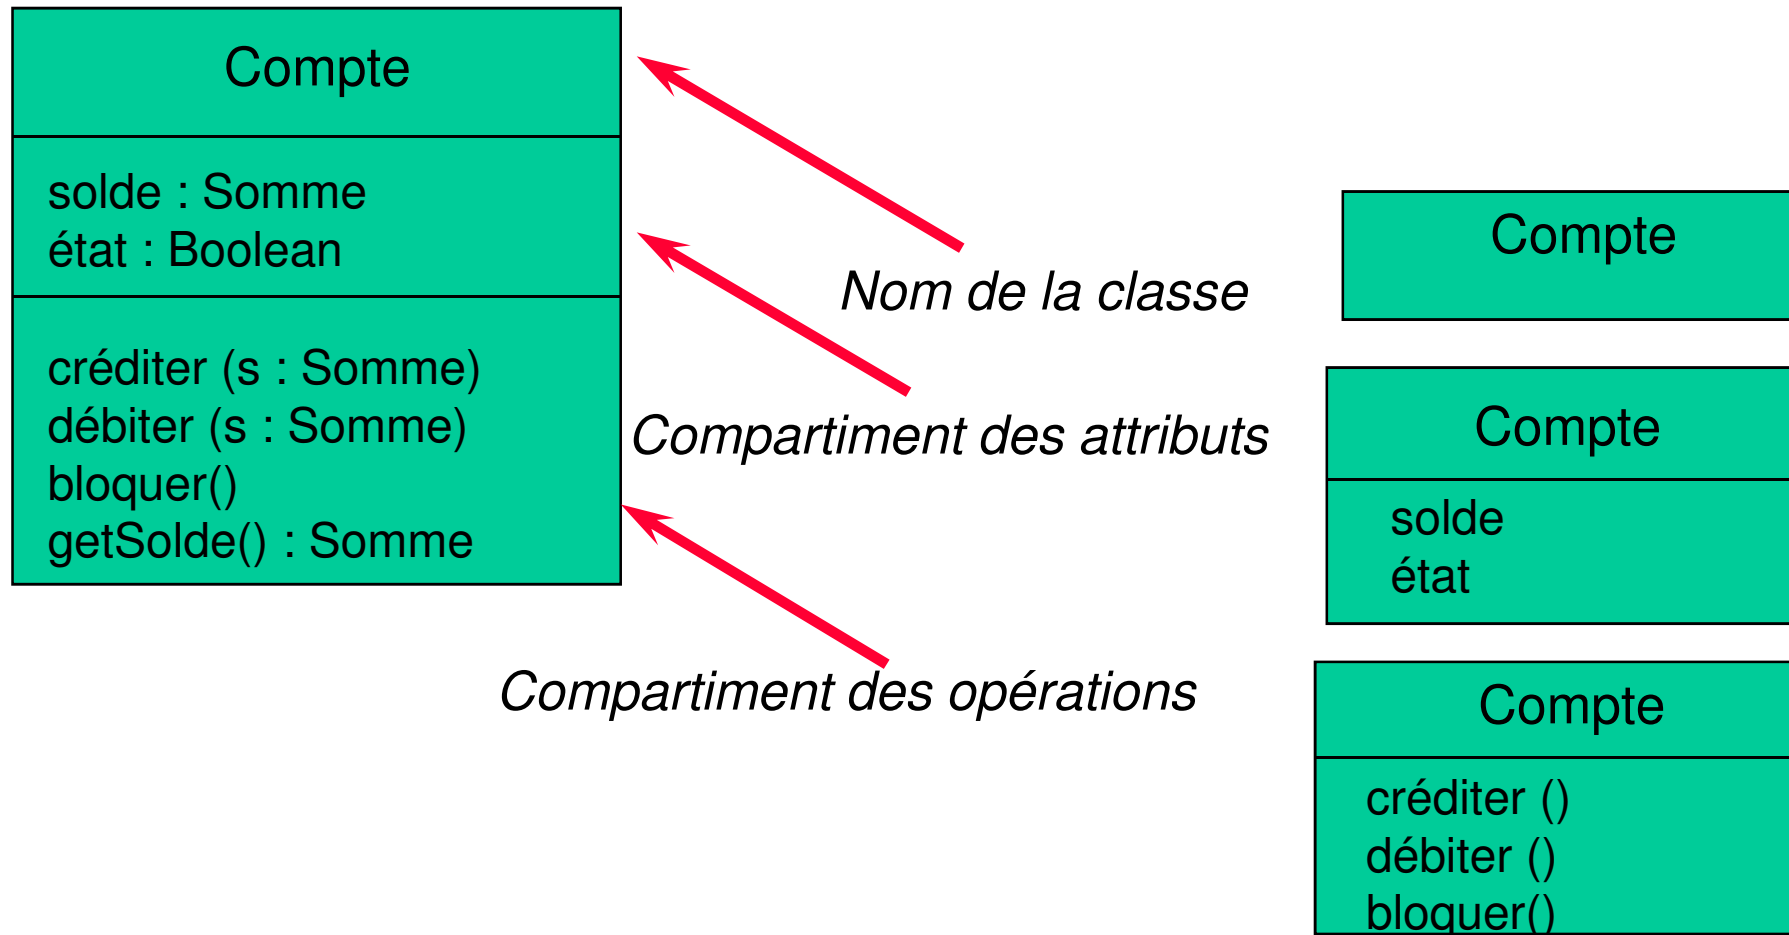 Compte
solde : Somme
état : Boolean
créditer (s : Somme)
débiter (s : Somme)
bloquer()
getSolde() : Somme
Nom de la classe
Compartiment des attributs
Compartiment des opérations
Compte
Compte
solde
état
Compte
créditer ()
débiter ()
bloquer()